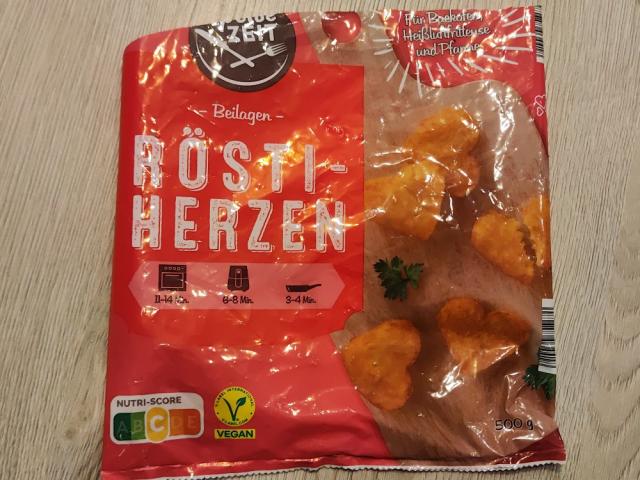 ZEIT
Für Backofen,
Heißluftfritteuse
und Pfanne
– Beilagen –
RÖSTI-
HERZEN
11-14 Min.
6-8 Min.
3-4 Min.
NUTRI-SCORE
A B C D E
VEGAN
500 g